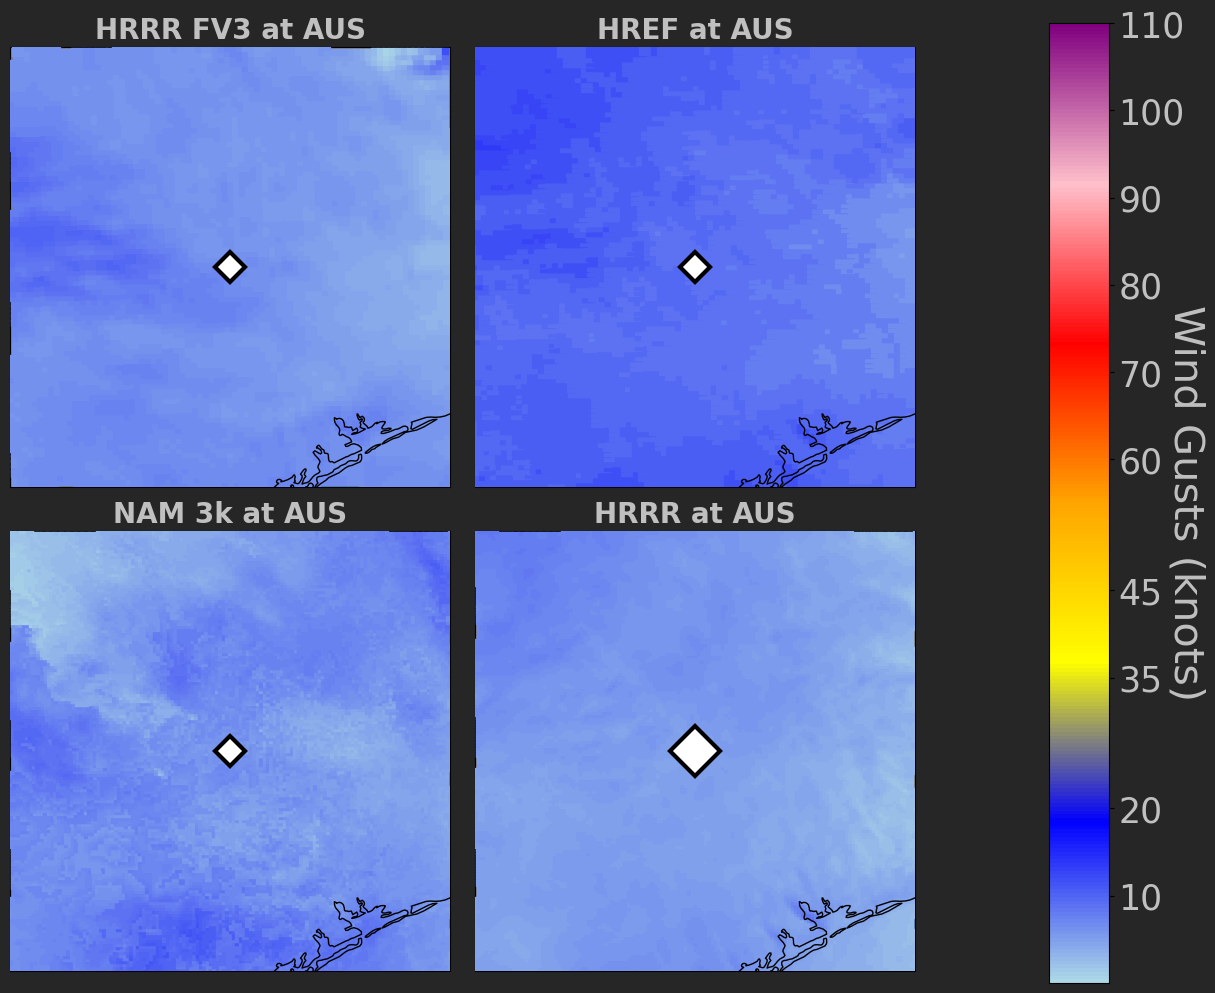 HRRR FV3 at AUS
HREF at AUS
NAM 3k at AUS
HRRR at AUS
110
100
90
80
70
60
45
35
20
10
Wind Gusts (knots)